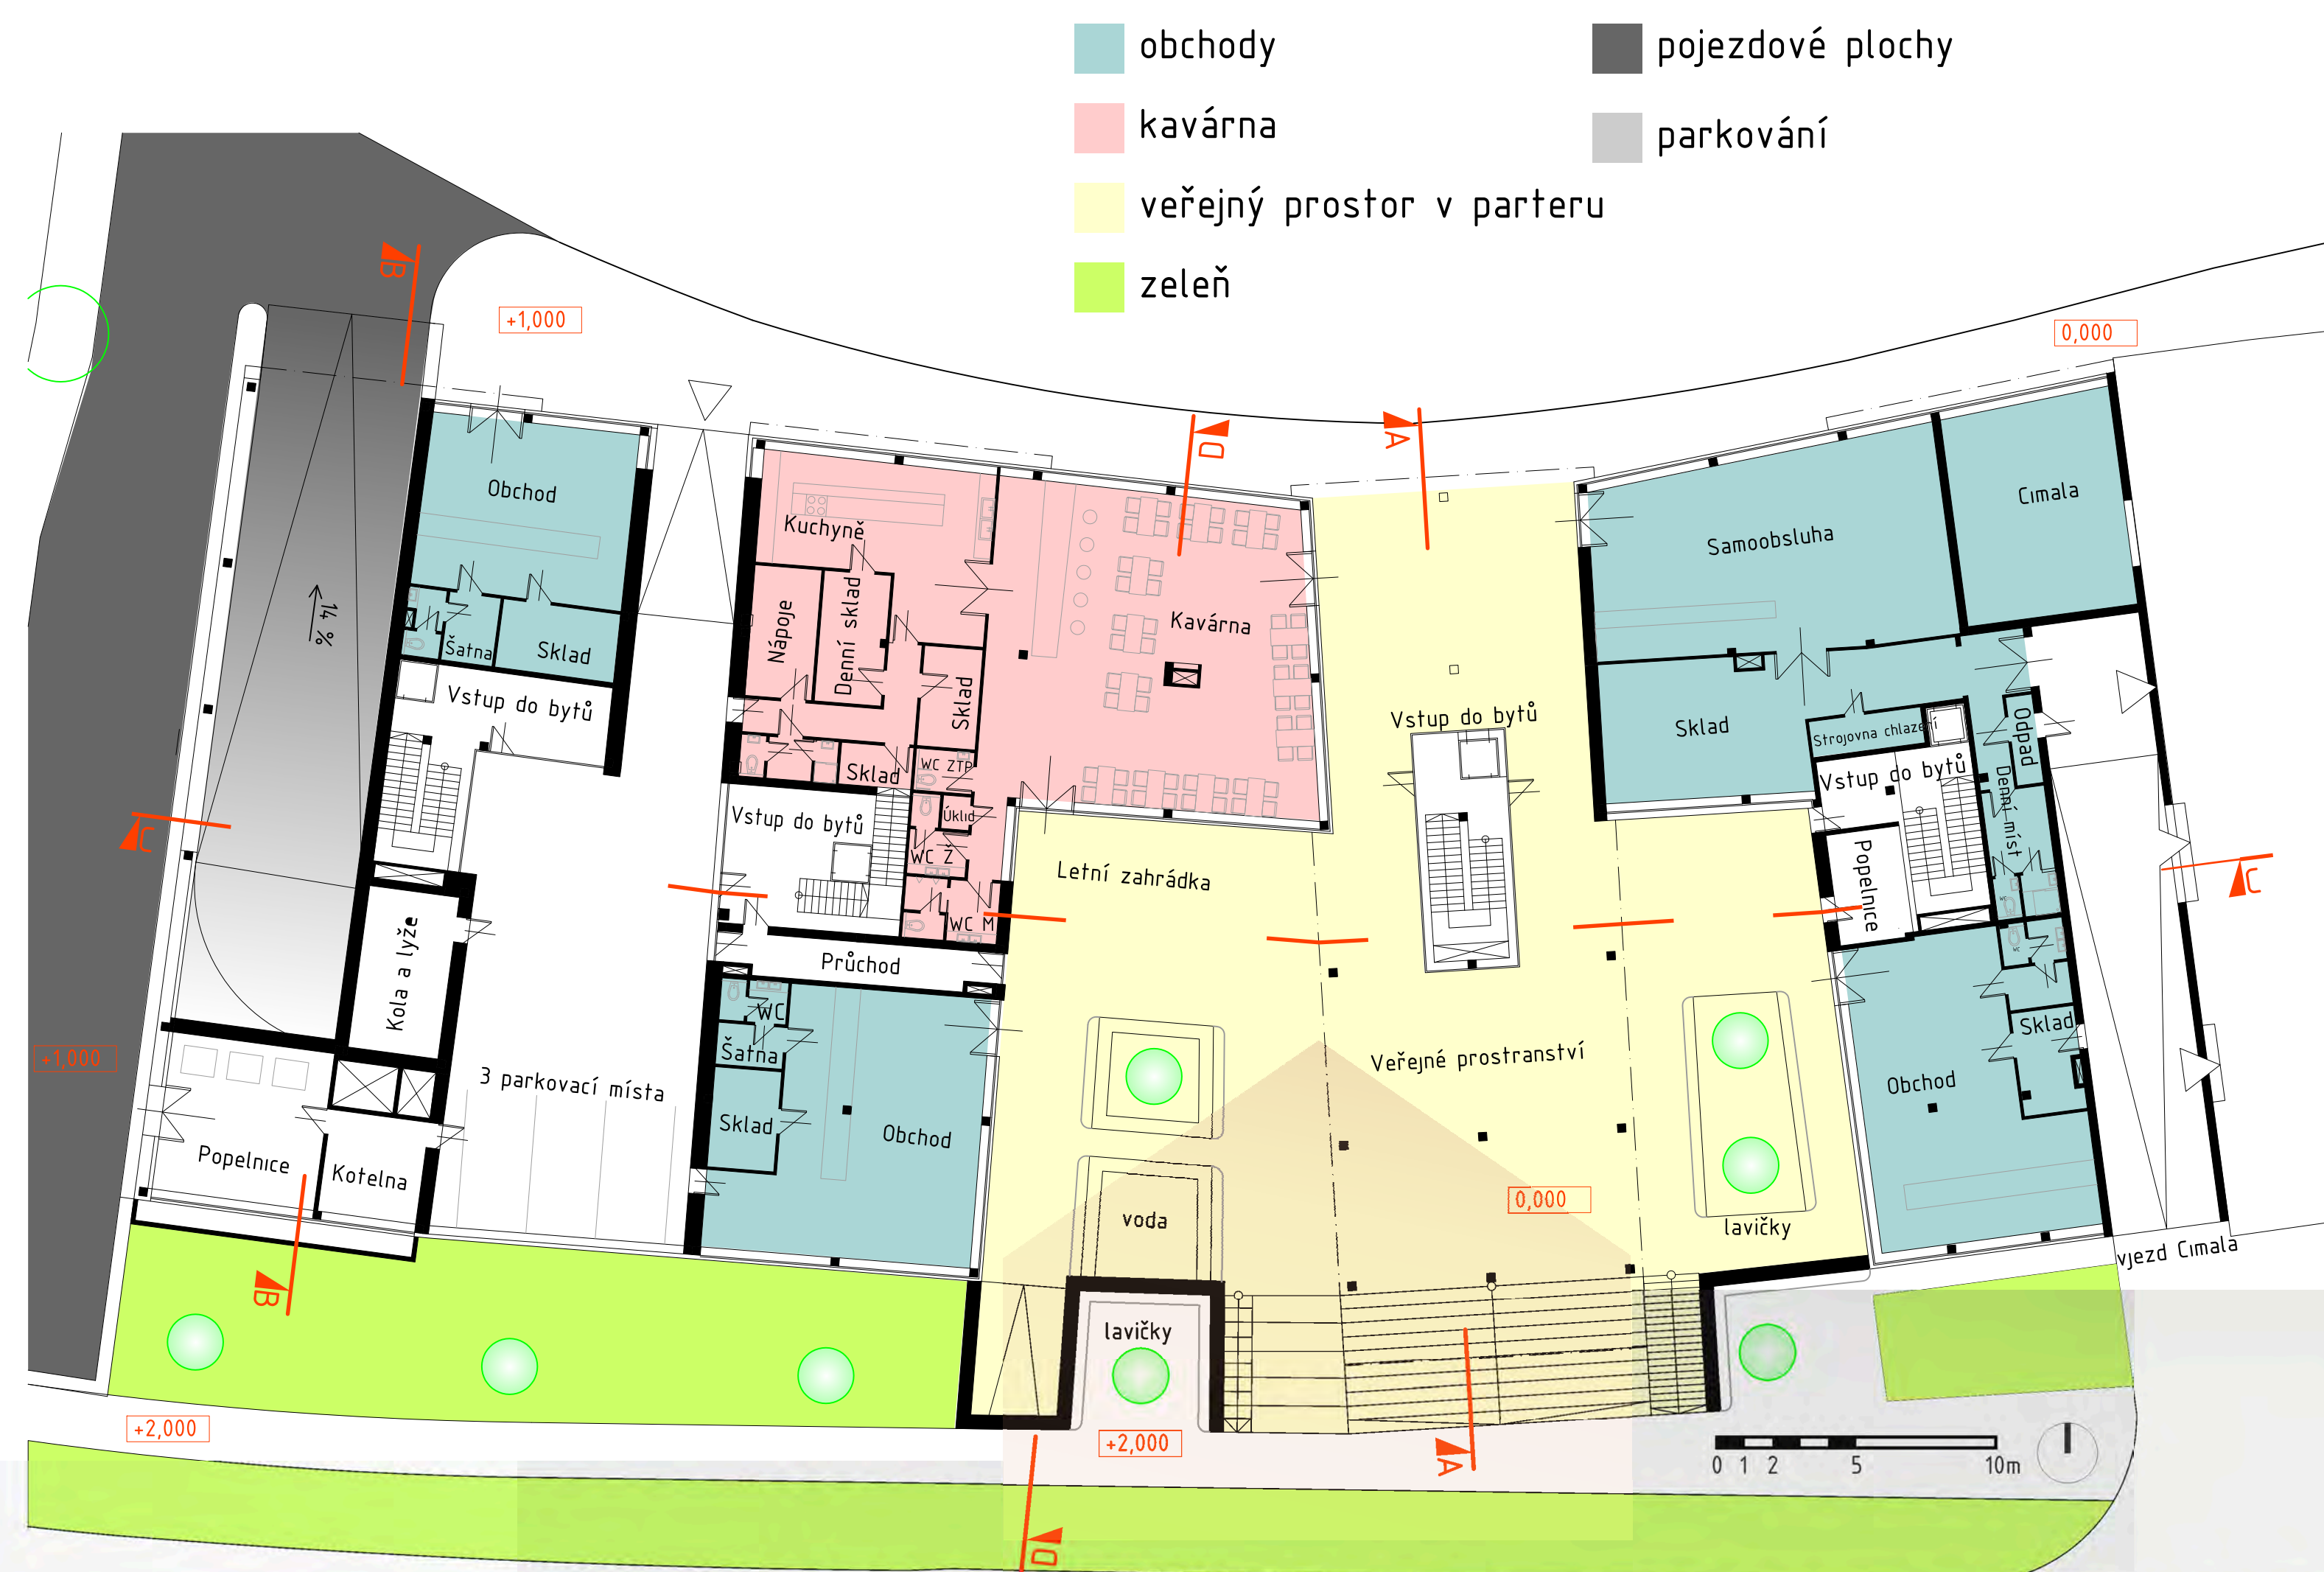 obchody
pojezdové plochy
kavárna
parkování
veřejný prostor v parteru
zeleň
B
+1,000
0,000
D
A
Obchod
Kuchyně
Kavárna
Samoobsluha
Cimala
14 %
Šatna
Sklad
Nápoje
Denní sklad
Sklad
Vstup do bytů
Vstup do bytů
Sklad
Strojovna chlazení
Odpad
Sklad
WC ZTP
Úklid
Vstup do bytů
Vstup do bytů
Denní míst
C
WC Ž
Letní zahrádka
Popelnice
C
WC M
Průchod
Kola a lyže
WC
Šatna
Sklad
+1,000
3 parkovací místa
Veřejné prostranství
Obchod
Sklad
Obchod
Popelnice
Kotelna
voda
0,000
lavičky
vjezd Cimala
B
lavičky
+2,000
+2,000
A
0 1 2 5 10m
D